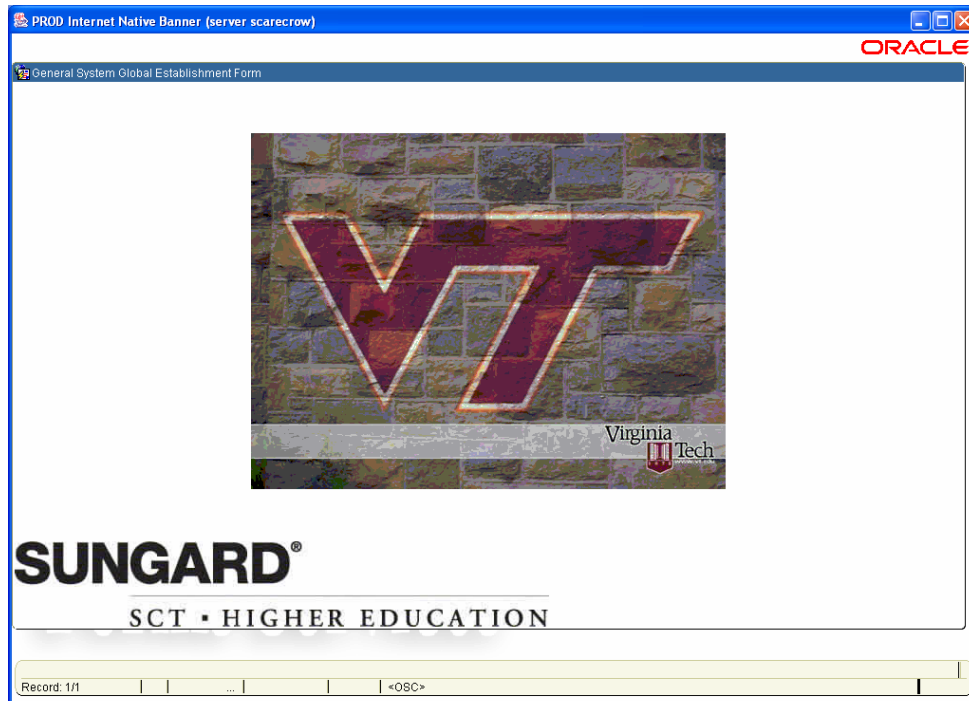 PROD Internet Native Banner (server scarecrow)
ORACLE
General System Global Establishment Form
VT
Virginia
Tech
SUNGARD®
SCT ▪ HIGHER EDUCATION
Record: 1/1 ... <OSC>